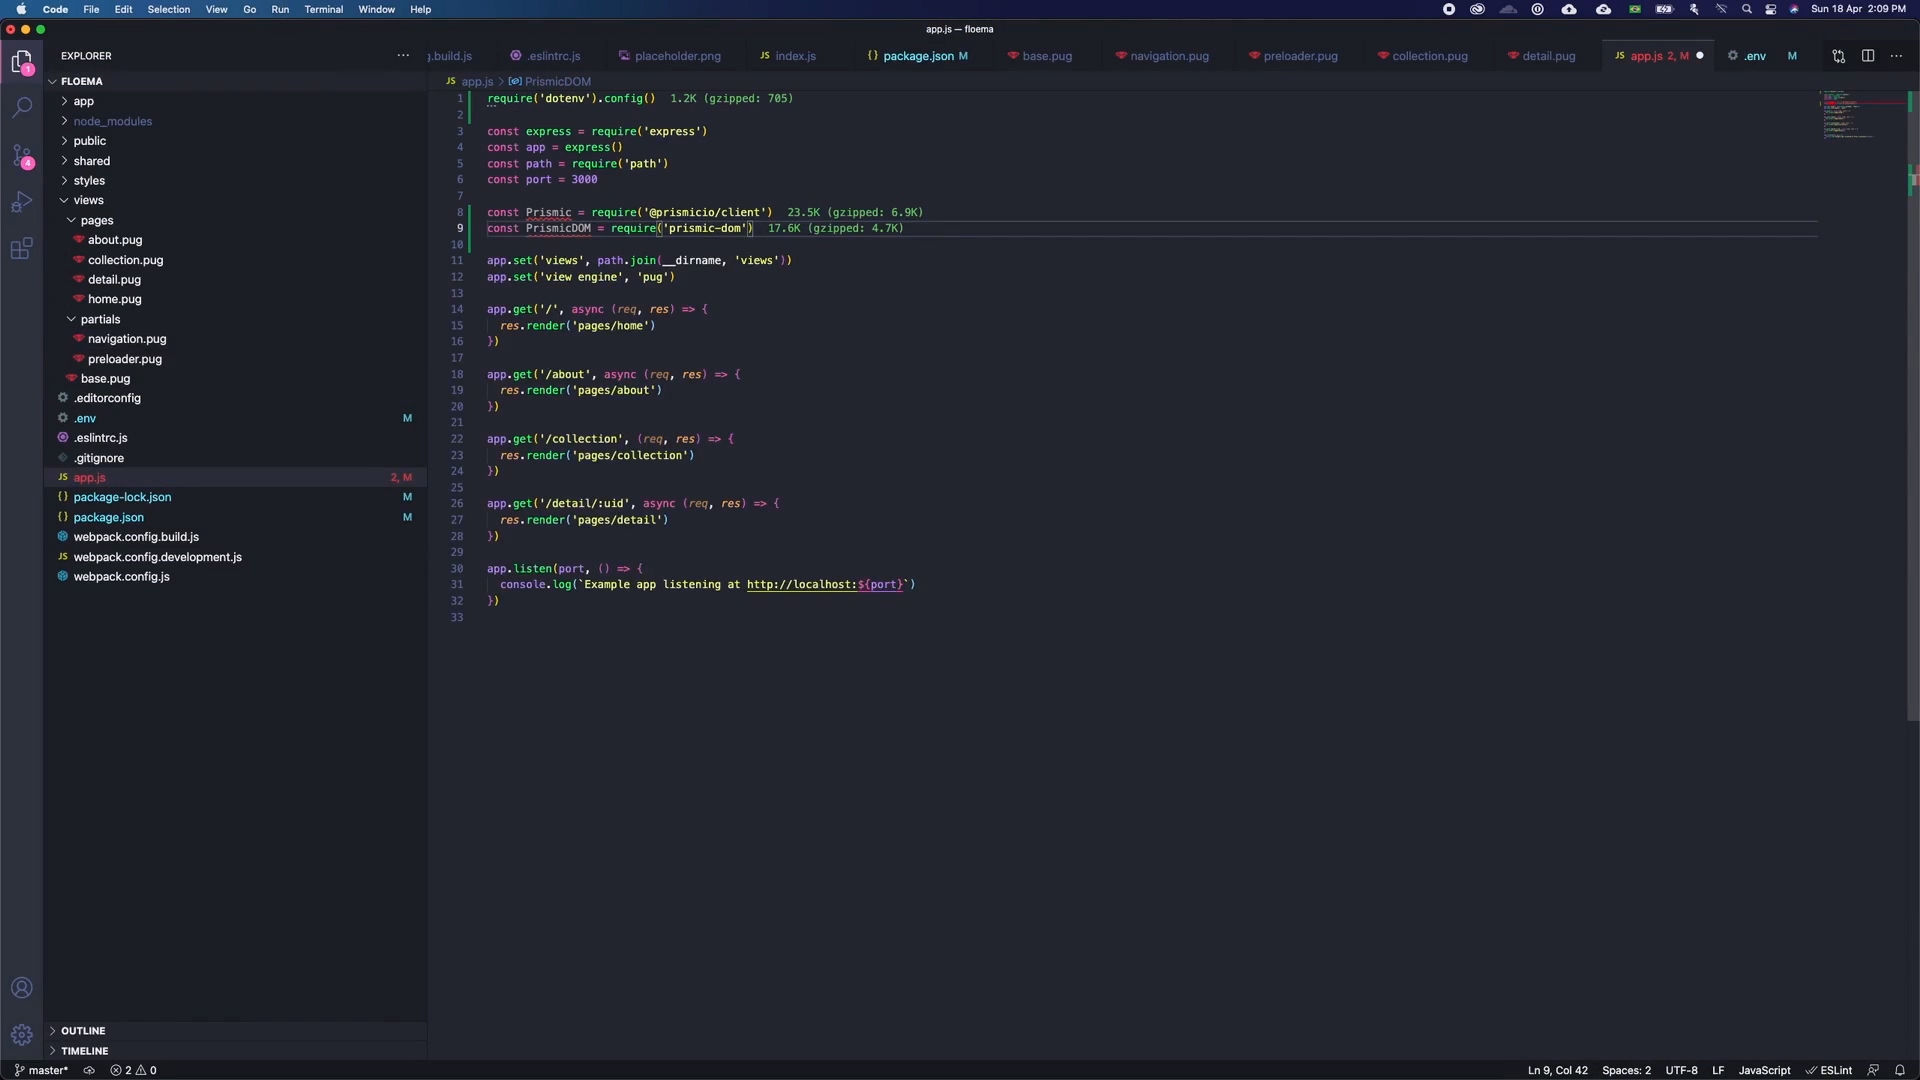 Code File Edit Selection View Go Run Terminal Window Help Sun 18 Apr 2:09 PM
app.js — floema
EXPLORER
g.build.js .eslintrc.js placeholder.png JS index.js {} package.json M base.pug navigation.pug preloader.pug collection.pug detail.pug JS app.js 2, M .env M
FLOEMA
JS app.js > PrismicDOM
app
node_modules
public
shared
styles
views
pages
about.pug
collection.pug
detail.pug
home.pug
partials
navigation.pug
preloader.pug
base.pug
.editorconfig
.env M
.eslintrc.js
.gitignore
JS app.js 2, M
{} package-lock.json M
{} package.json M
webpack.config.build.js
JS webpack.config.development.js
webpack.config.js
1
4
1 require('dotenv').config() 1.2K (gzipped: 705)
2
3 const express = require('express')
4 const app = express()
5 const path = require('path')
6 const port = 3000
7
8 const Prismic = require('@prismicio/client') 23.5K (gzipped: 6.9K)
9 const PrismicDOM = require('prismic-dom') 17.6K (gzipped: 4.7K)
10
11 app.set('views', path.join(__dirname, 'views'))
12 app.set('view engine', 'pug')
13
14 app.get('/', async (req, res) => {
15 res.render('pages/home')
16 })
17
18 app.get('/about', async (req, res) => {
19 res.render('pages/about')
20 })
21
22 app.get('/collection', (req, res) => {
23 res.render('pages/collection')
24 })
25
26 app.get('/detail/:uid', async (req, res) => {
27 res.render('pages/detail')
28 })
29
30 app.listen(port, () => {
31 console.log(`Example app listening at http://localhost:${port}`)
32 })
33
OUTLINE
TIMELINE
master* 2 0 Ln 9, Col 42 Spaces: 2 UTF-8 LF JavaScript ESLint